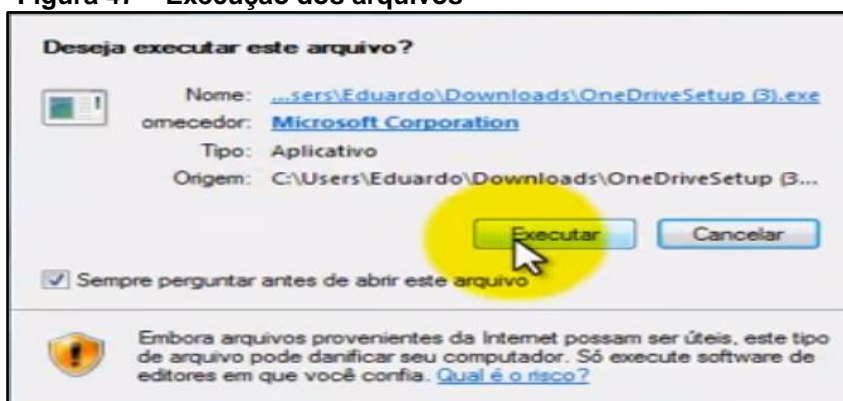 Figura 47 – Execução dos arquivos
Deseja executar este arquivo?
Nome: ...sers\Eduardo\Downloads\OneDriveSetup (3).exe
ornecedor: Microsoft Corporation
Tipo: Aplicativo
Origem: C:\Users\Eduardo\Downloads\OneDriveSetup (3...
Executar Cancelar
Sempre perguntar antes de abrir este arquivo
Embora arquivos provenientes da Internet possam ser úteis, este tipo
de arquivo pode danificar seu computador. Só execute software de
editores em que você confia. Qual é o risco?